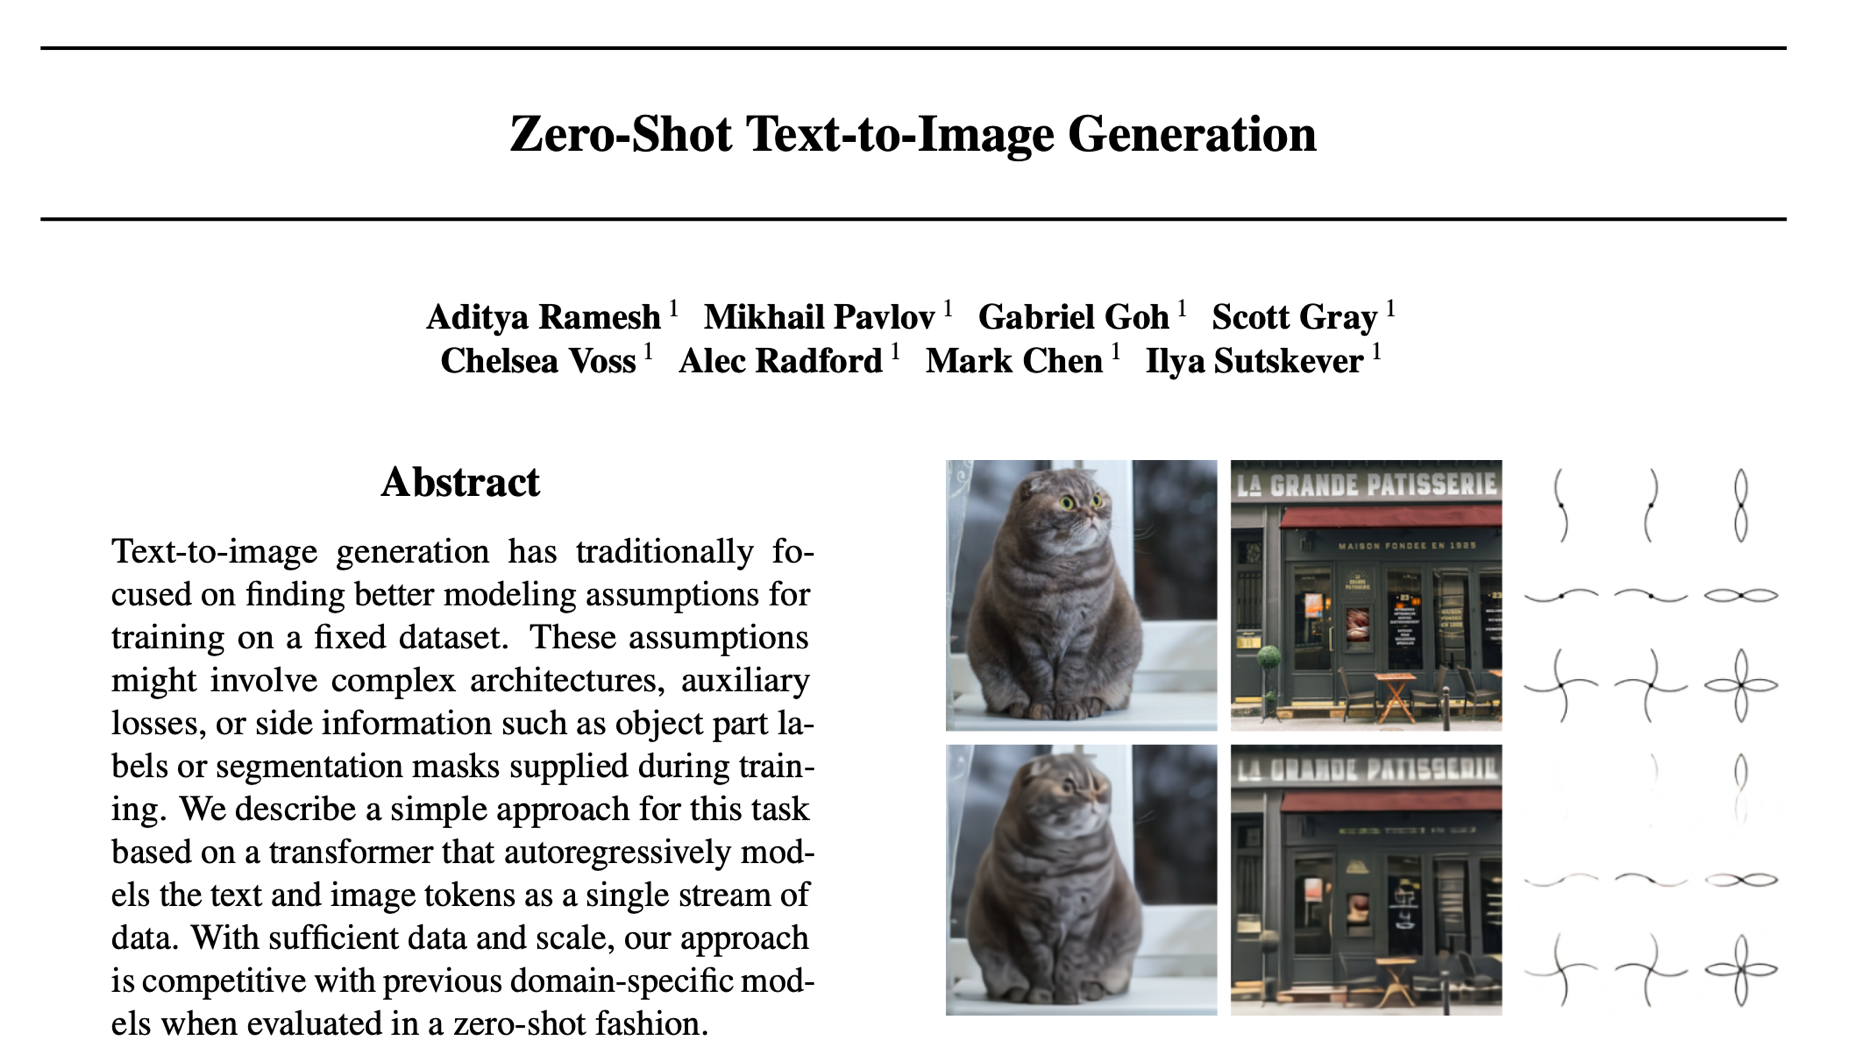 Zero-Shot Text-to-Image Generation
Aditya Ramesh 1 Mikhail Pavlov 1 Gabriel Goh 1 Scott Gray 1
Chelsea Voss 1 Alec Radford 1 Mark Chen 1 Ilya Sutskever 1
Abstract
Text-to-image generation has traditionally fo-
cused on finding better modeling assumptions for
training on a fixed dataset. These assumptions
might involve complex architectures, auxiliary
losses, or side information such as object part la-
bels or segmentation masks supplied during train-
ing. We describe a simple approach for this task
based on a transformer that autoregressively mod-
els the text and image tokens as a single stream of
data. With sufficient data and scale, our approach
is competitive with previous domain-specific mod-
els when evaluated in a zero-shot fashion.
LA GRANDE PATISSERIE
MAISON FONDEE EN 1925
23